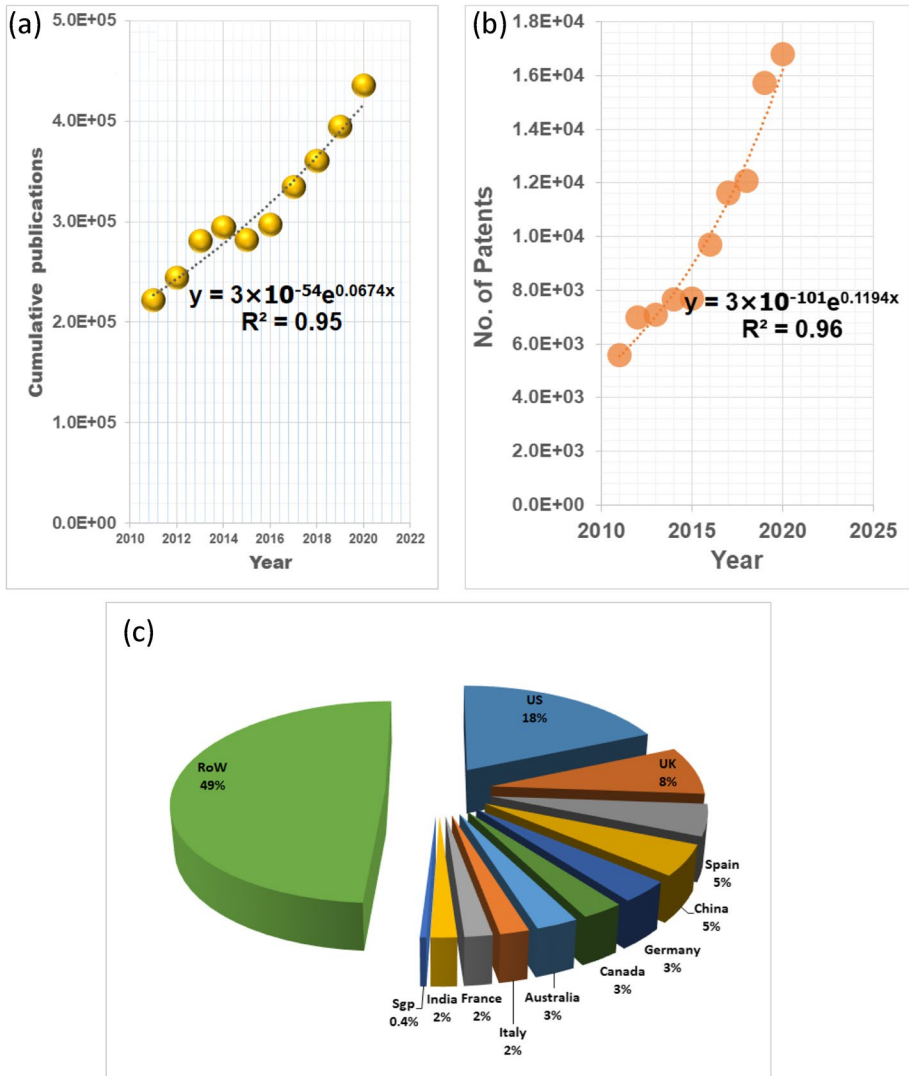 (a)
5.0E+05
4.0E+05
3.0E+05
2.0E+05
1.0E+05
0.0E+00
Cumulative publications
y = 3×10⁻⁵⁴e⁰·⁰⁶⁷⁴ˣ
R² = 0.95
2010 2012 2014 2016 2018 2020 2022
Year
(b)
1.8E+04
1.6E+04
1.4E+04
1.2E+04
1.0E+04
8.0E+03
6.0E+03
4.0E+03
2.0E+03
0.0E+00
No. of Patents
y = 3×10⁻¹⁰¹e⁰·¹¹⁹⁴ˣ
R² = 0.96
2010 2015 2020 2025
Year
(c)
US
18%
UK
8%
Spain
5%
China
5%
Germany
3%
Canada
3%
Australia
3%
Italy
2%
France
2%
India
2%
Sgp
0.4%
RoW
49%